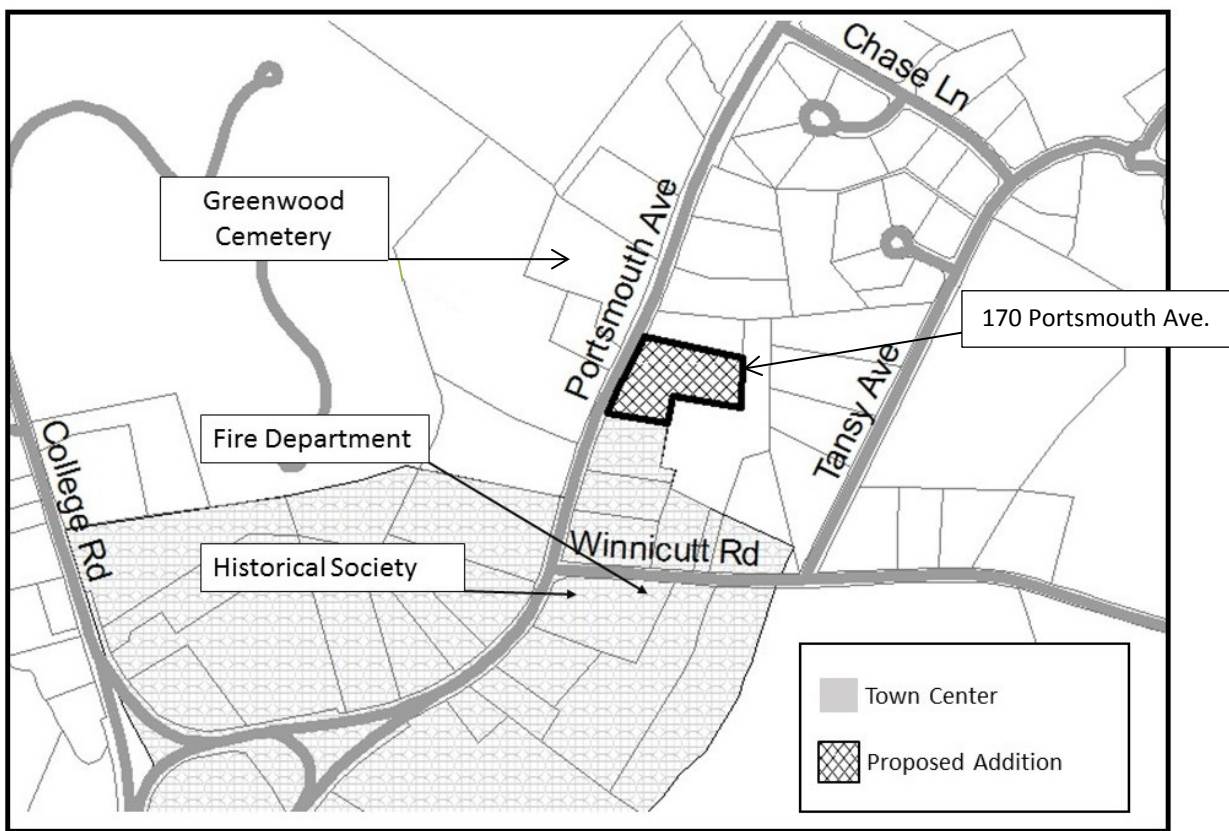 Chase Ln
Greenwood
Cemetery
Portsmouth Ave
170 Portsmouth Ave.
Tansy Ave
College Rd
Fire Department
Winnicutt Rd
Historical Society
Town Center
Proposed Addition